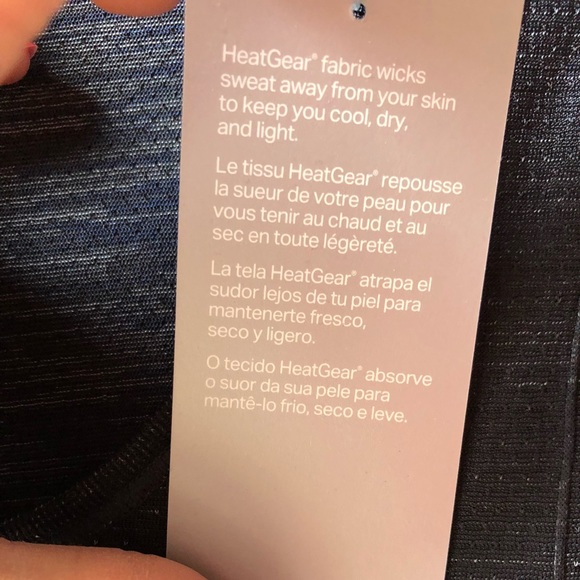 HeatGear® fabric wicks
sweat away from your skin
to keep you cool, dry,
and light.
Le tissu HeatGear® repousse
la sueur de votre peau pour
vous tenir au chaud et au
sec en toute légèreté.
La tela HeatGear® atrapa el
sudor lejos de tu piel para
mantenerte fresco,
seco y ligero.
O tecido HeatGear® absorve
o suor da sua pele para
mantê-lo frio, seco e leve.